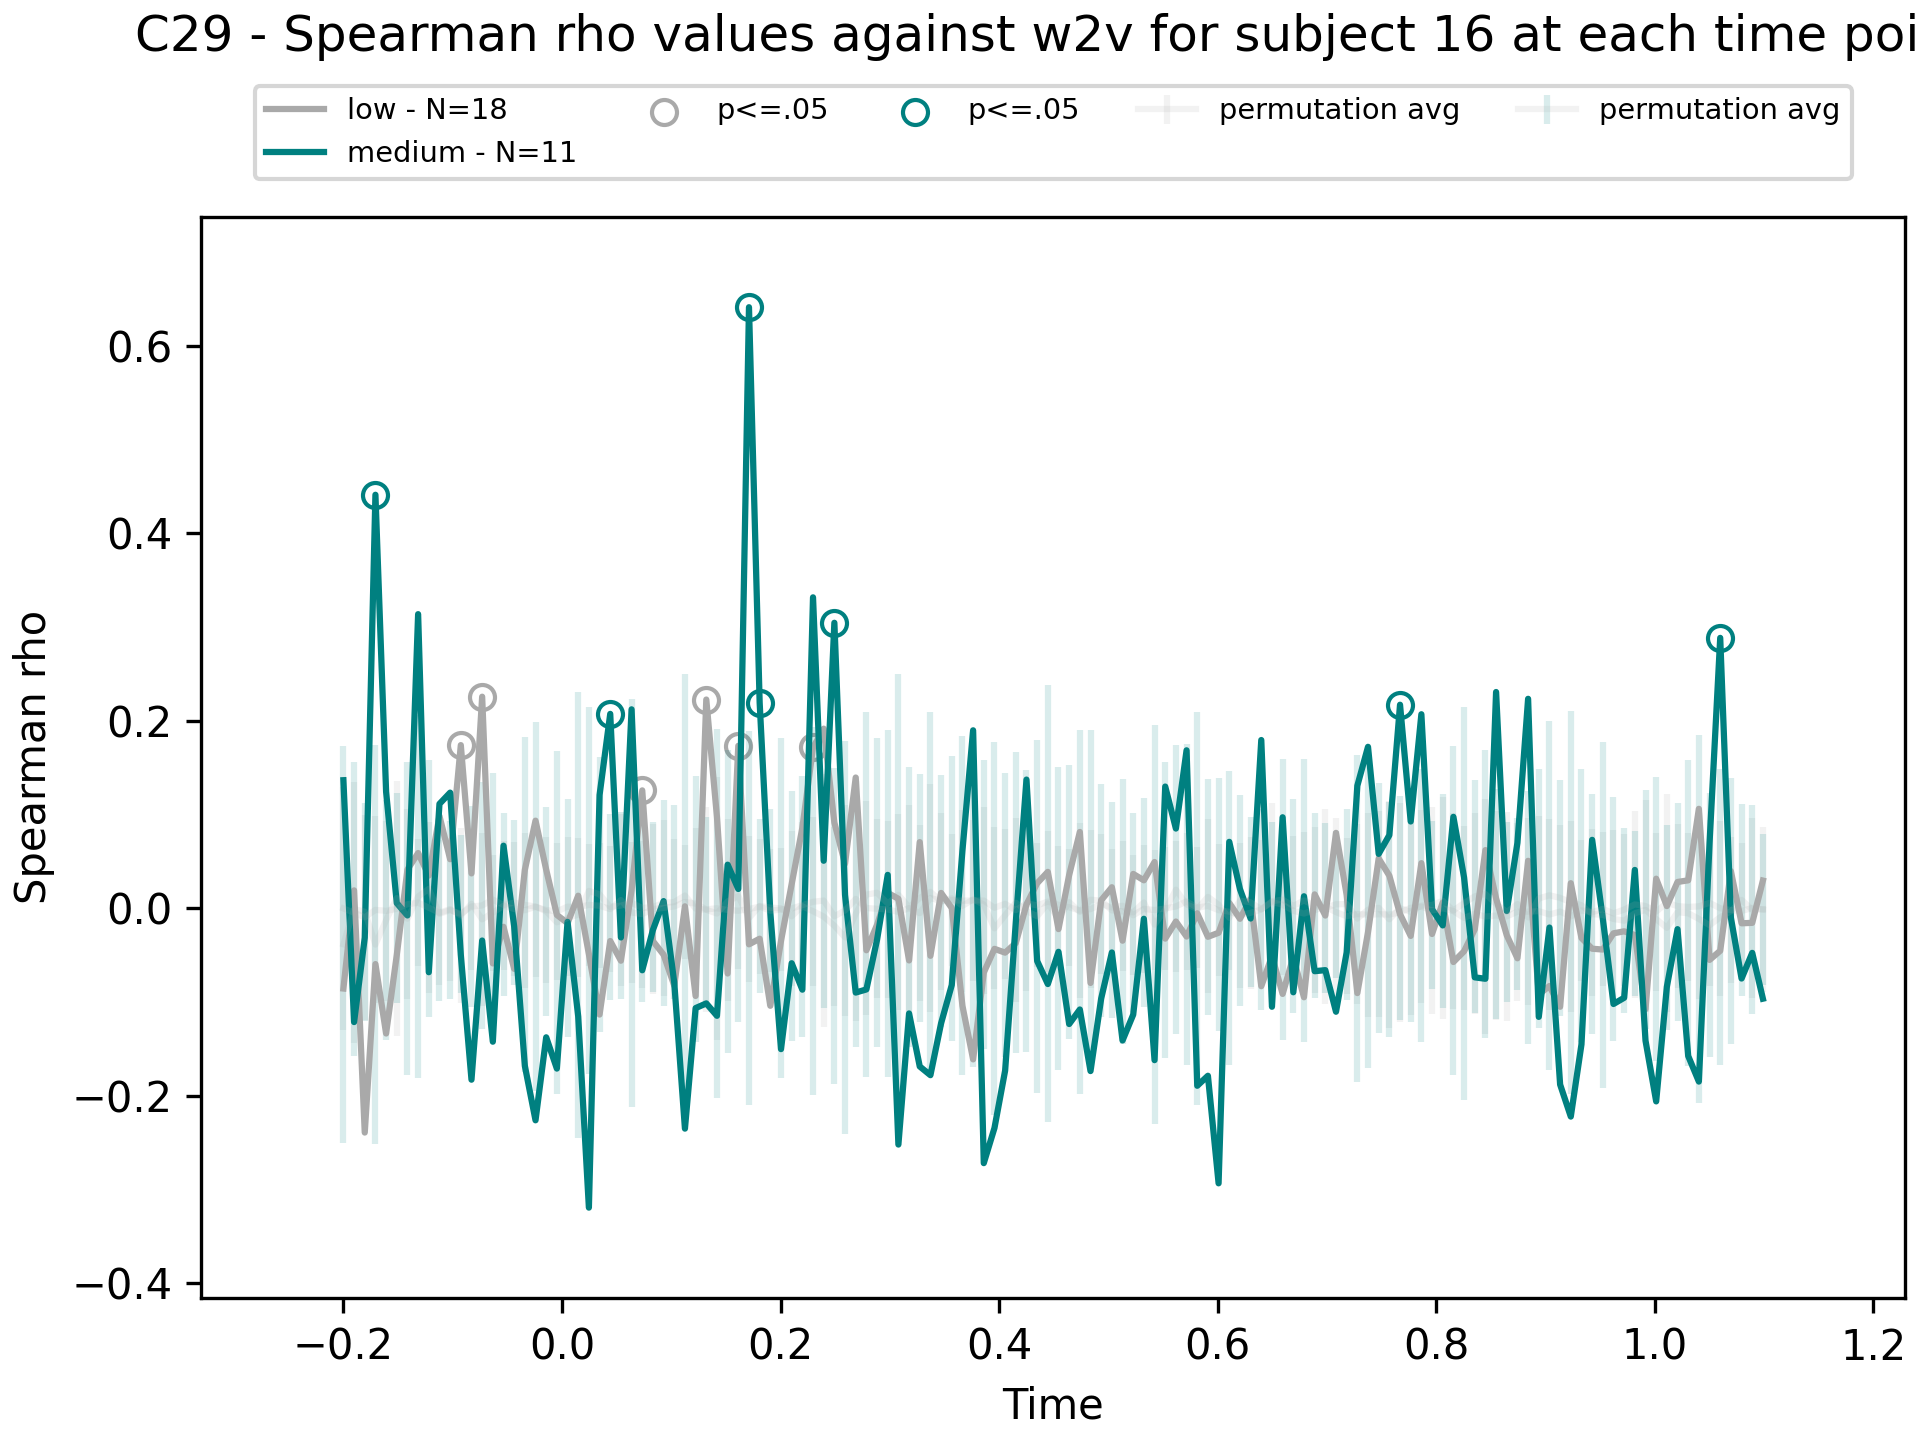 C29 - Spearman rho values against w2v for subject 16 at each time poi
low - N=18
medium - N=11
p<=.05
p<=.05
permutation avg
permutation avg
Spearman rho
0.6
0.4
0.2
0.0
−0.2
−0.4
−0.2 0.0 0.2 0.4 0.6 0.8 1.0 1.2
Time